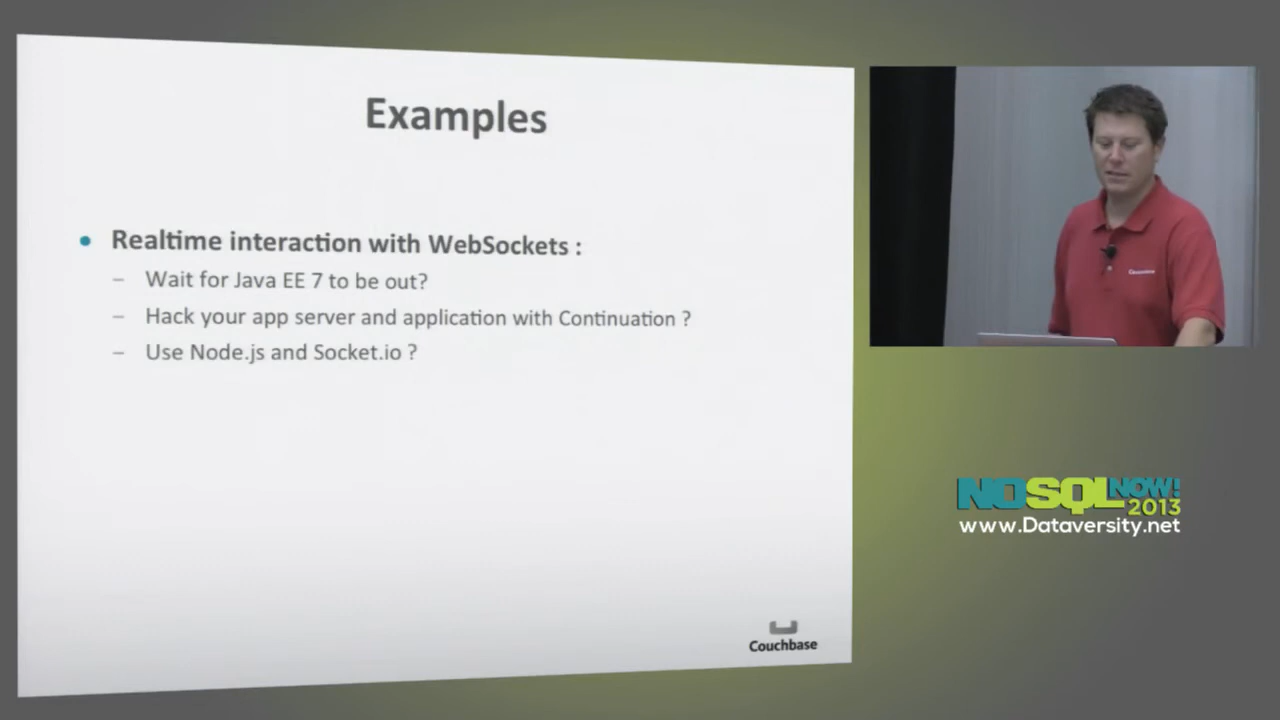 Examples
• Realtime interaction with WebSockets :
– Wait for Java EE 7 to be out?
– Hack your app server and application with Continuation ?
– Use Node.js and Socket.io ?
Couchbase
Couchbase
NOSQL NOW!
2013
www.Dataversity.net